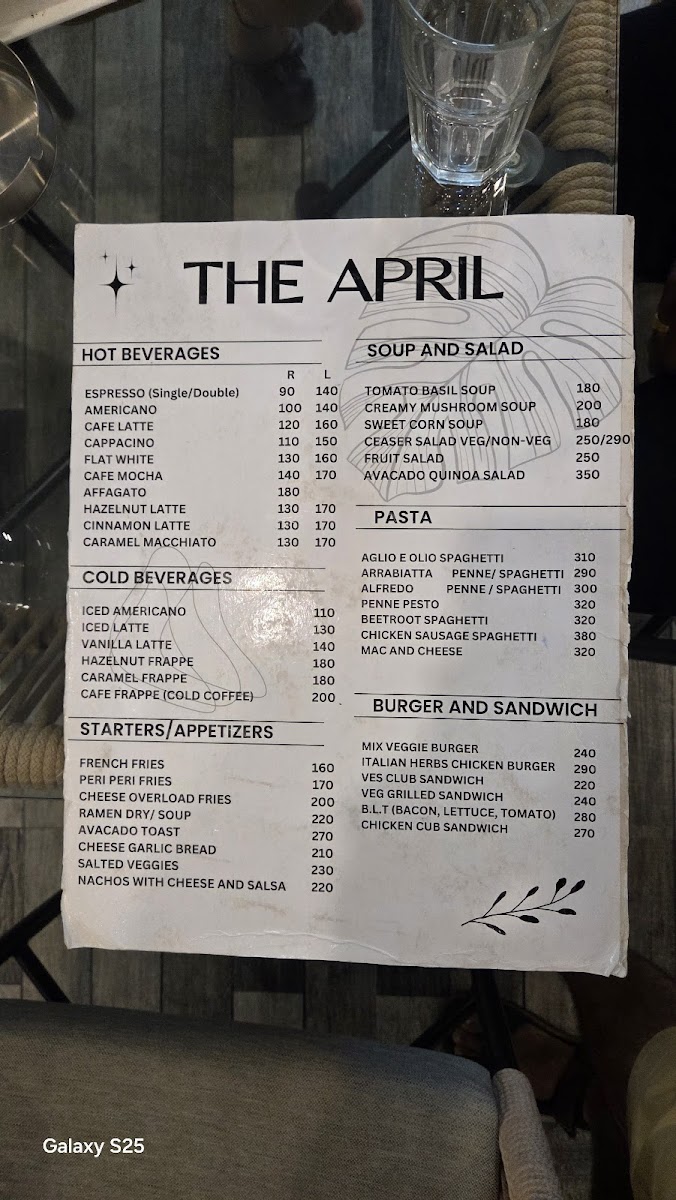 THE APRIL
HOT BEVERAGES
R L
ESPRESSO (Single/Double) 90 140
AMERICANO 100 140
CAFE LATTE 120 160
CAPPACINO 110 150
FLAT WHITE 130 160
CAFE MOCHA 140 170
AFFAGATO 180
HAZELNUT LATTE 130 170
CINNAMON LATTE 130 170
CARAMEL MACCHIATO 130 170
COLD BEVERAGES
ICED AMERICANO 110
ICED LATTE 130
VANILLA LATTE 140
HAZELNUT FRAPPE 180
CARAMEL FRAPPE 180
CAFE FRAPPE (COLD COFFEE) 200
STARTERS/APPETIZERS
FRENCH FRIES 160
PERI PERI FRIES 170
CHEESE OVERLOAD FRIES 200
RAMEN DRY/ SOUP 220
AVACADO TOAST 270
CHEESE GARLIC BREAD 210
SALTED VEGGIES 230
NACHOS WITH CHEESE AND SALSA 220
SOUP AND SALAD
TOMATO BASIL SOUP 180
CREAMY MUSHROOM SOUP 200
SWEET CORN SOUP 180
CEASER SALAD VEG/NON-VEG 250/290
FRUIT SALAD 250
AVACADO QUINOA SALAD 350
PASTA
AGLIO E OLIO SPAGHETTI 310
ARRABIATTA PENNE/ SPAGHETTI 290
ALFREDO PENNE / SPAGHETTI 300
PENNE PESTO 320
BEETROOT SPAGHETTI 320
CHICKEN SAUSAGE SPAGHETTI 380
MAC AND CHEESE 320
BURGER AND SANDWICH
MIX VEGGIE BURGER 240
ITALIAN HERBS CHICKEN BURGER 290
VES CLUB SANDWICH 220
VEG GRILLED SANDWICH 240
B.L.T (BACON, LETTUCE, TOMATO) 280
CHICKEN CUB SANDWICH 270
Galaxy S25